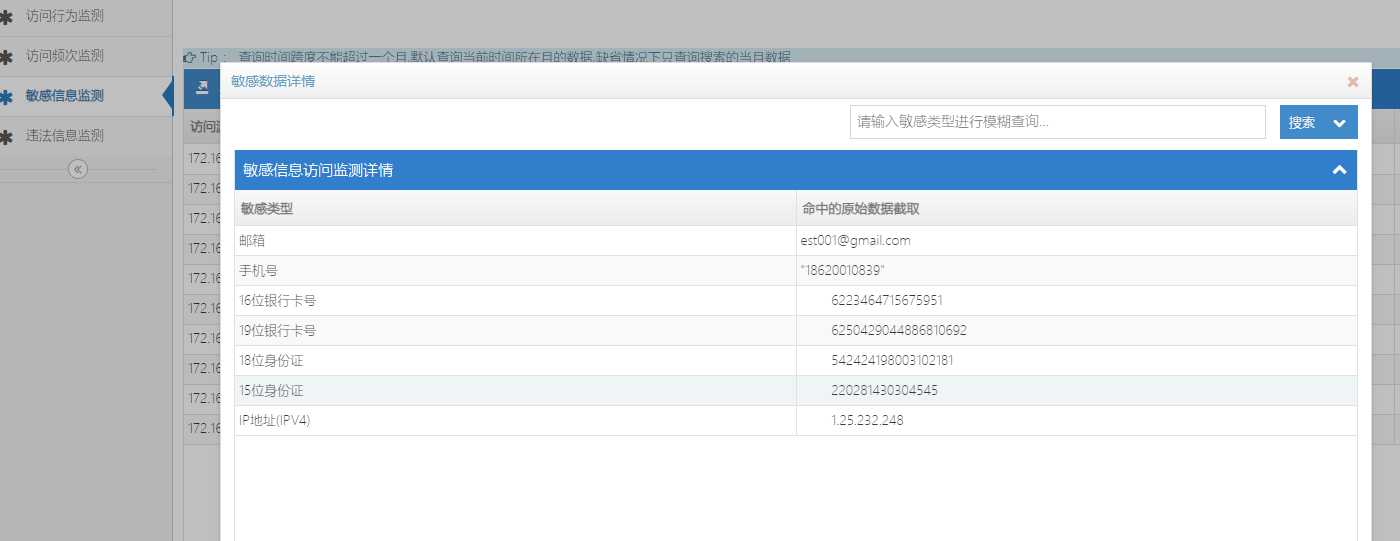 访问行为监测
访问频次监测
敏感信息监测
违法信息监测
Tip： 查询时间跨度不能超过一个月,默认查询当前时间所在月的数据,缺省情况下只查询搜索的当月数据
敏感数据详情
请输入敏感类型进行模糊查询...
搜索
敏感信息访问监测详情
敏感类型 命中的原始数据截取
邮箱 est001@gmail.com
手机号 "18620010839"
16位银行卡号 6223464715675951
19位银行卡号 6250429044886810692
18位身份证 542424198003102181
15位身份证 220281430304545
IP地址(IPV4) 1.25.232.248
访问
172.16
172.16
172.16
172.16
172.16
172.16
172.16
172.16
172.16
172.16